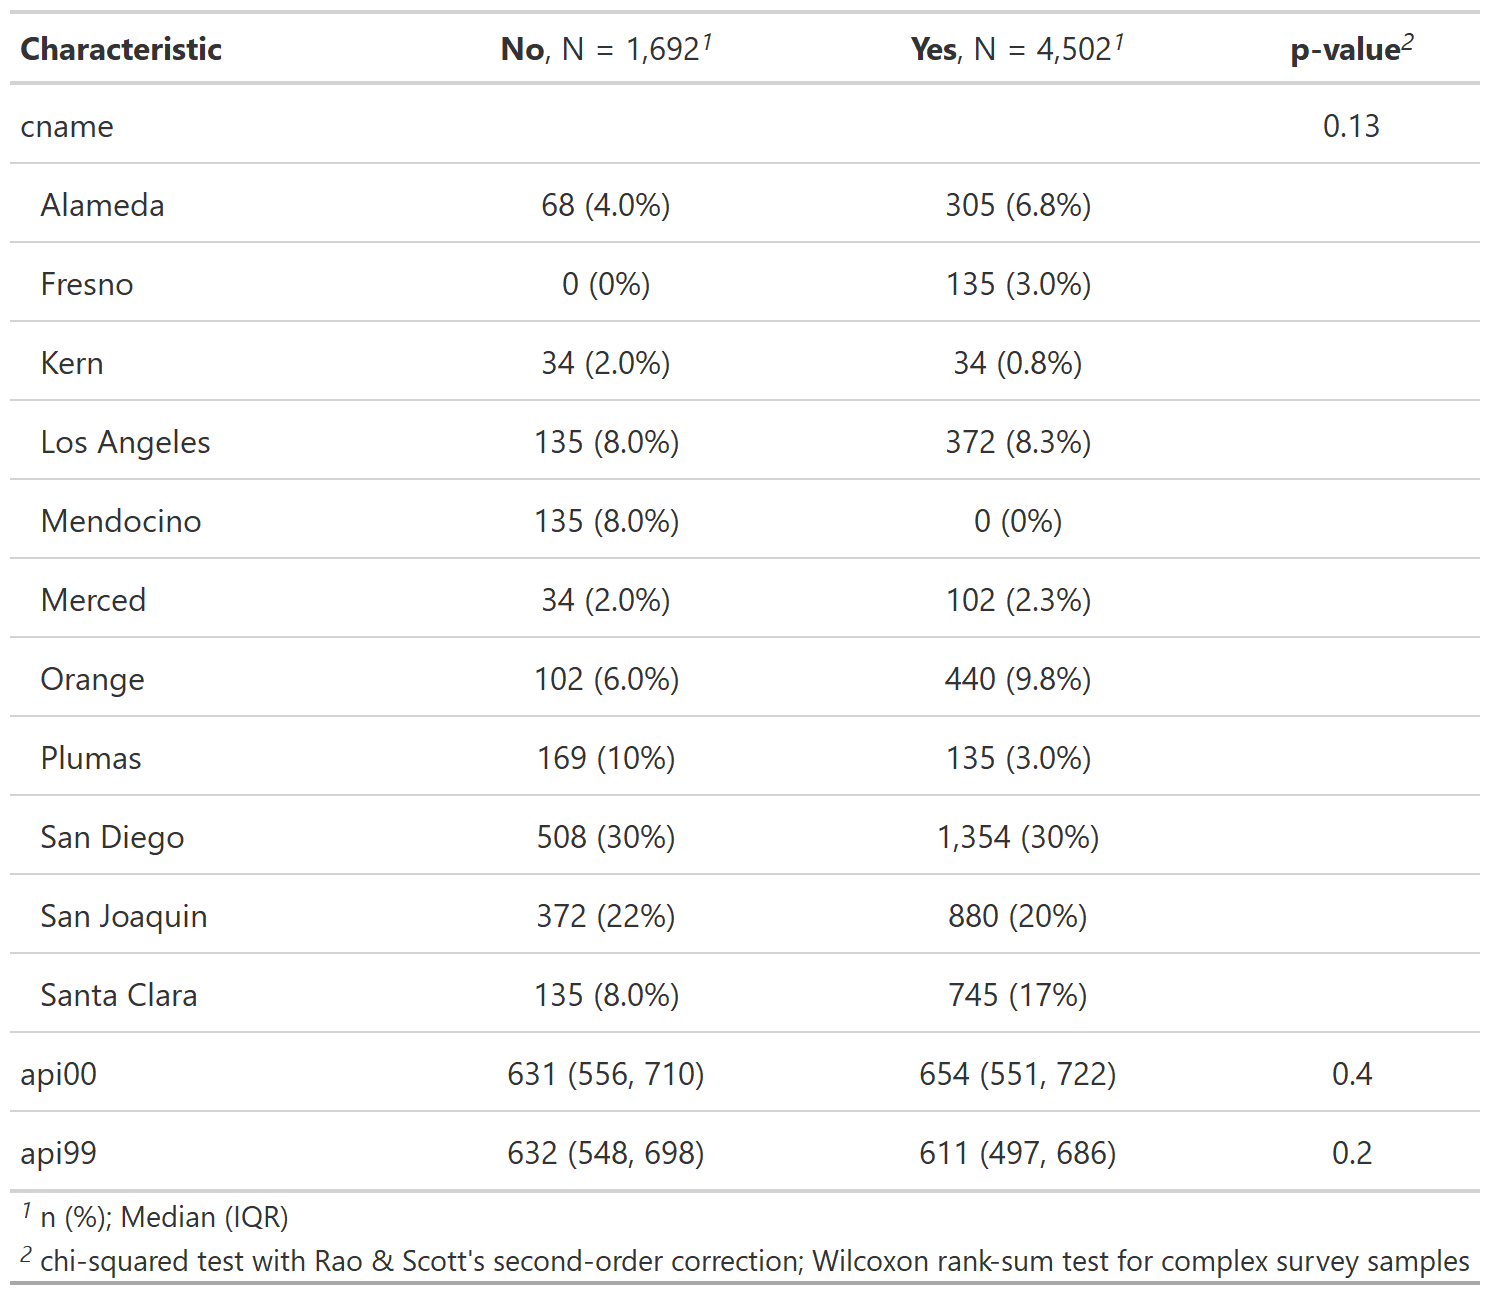 Characteristic No, N = 1,692¹ Yes, N = 4,502¹ p-value²
cname 0.13
Alameda 68 (4.0%) 305 (6.8%)
Fresno 0 (0%) 135 (3.0%)
Kern 34 (2.0%) 34 (0.8%)
Los Angeles 135 (8.0%) 372 (8.3%)
Mendocino 135 (8.0%) 0 (0%)
Merced 34 (2.0%) 102 (2.3%)
Orange 102 (6.0%) 440 (9.8%)
Plumas 169 (10%) 135 (3.0%)
San Diego 508 (30%) 1,354 (30%)
San Joaquin 372 (22%) 880 (20%)
Santa Clara 135 (8.0%) 745 (17%)
api00 631 (556, 710) 654 (551, 722) 0.4
api99 632 (548, 698) 611 (497, 686) 0.2
¹ n (%); Median (IQR)
² chi-squared test with Rao & Scott's second-order correction; Wilcoxon rank-sum test for complex survey samples